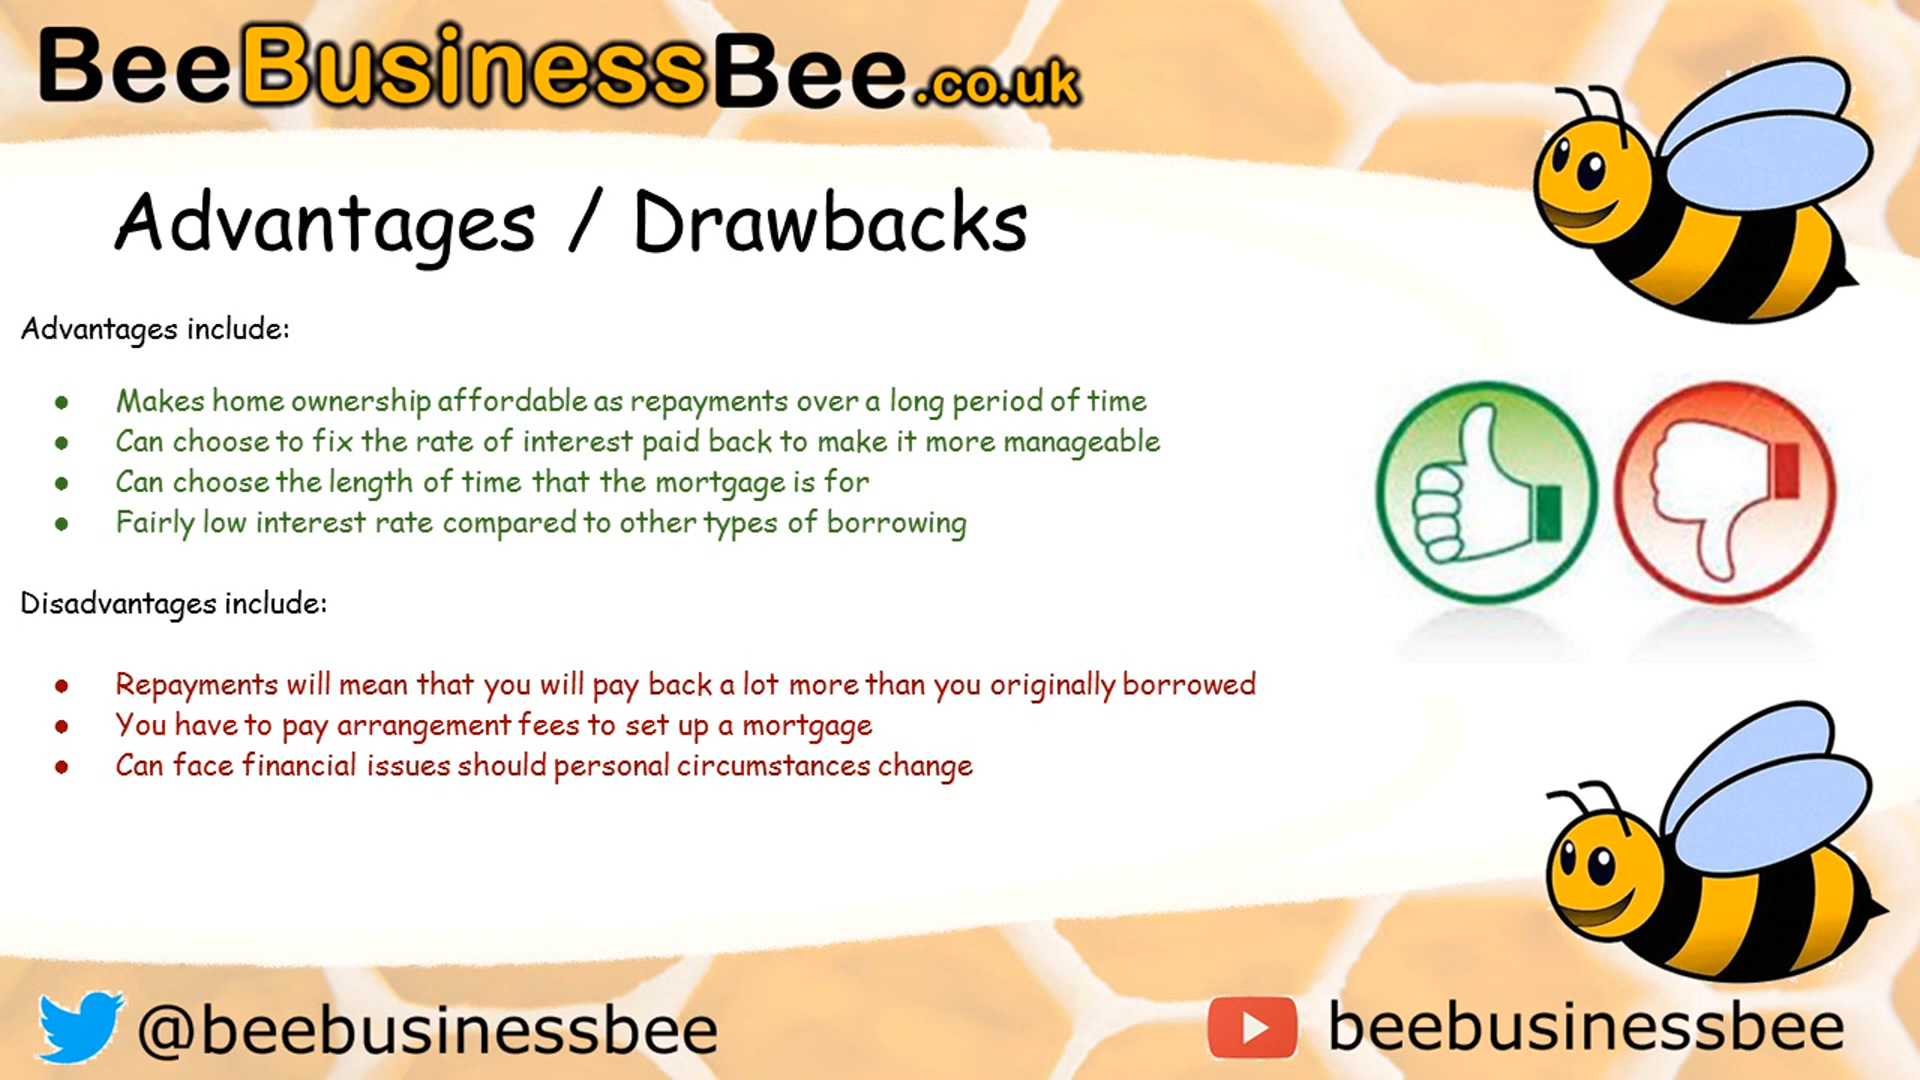 BeeBusinessBee.co.uk
Advantages / Drawbacks
Advantages include:
● Makes home ownership affordable as repayments over a long period of time
● Can choose to fix the rate of interest paid back to make it more manageable
● Can choose the length of time that the mortgage is for
● Fairly low interest rate compared to other types of borrowing
Disadvantages include:
● Repayments will mean that you will pay back a lot more than you originally borrowed
● You have to pay arrangement fees to set up a mortgage
● Can face financial issues should personal circumstances change
@beebusinessbee
beebusinessbee